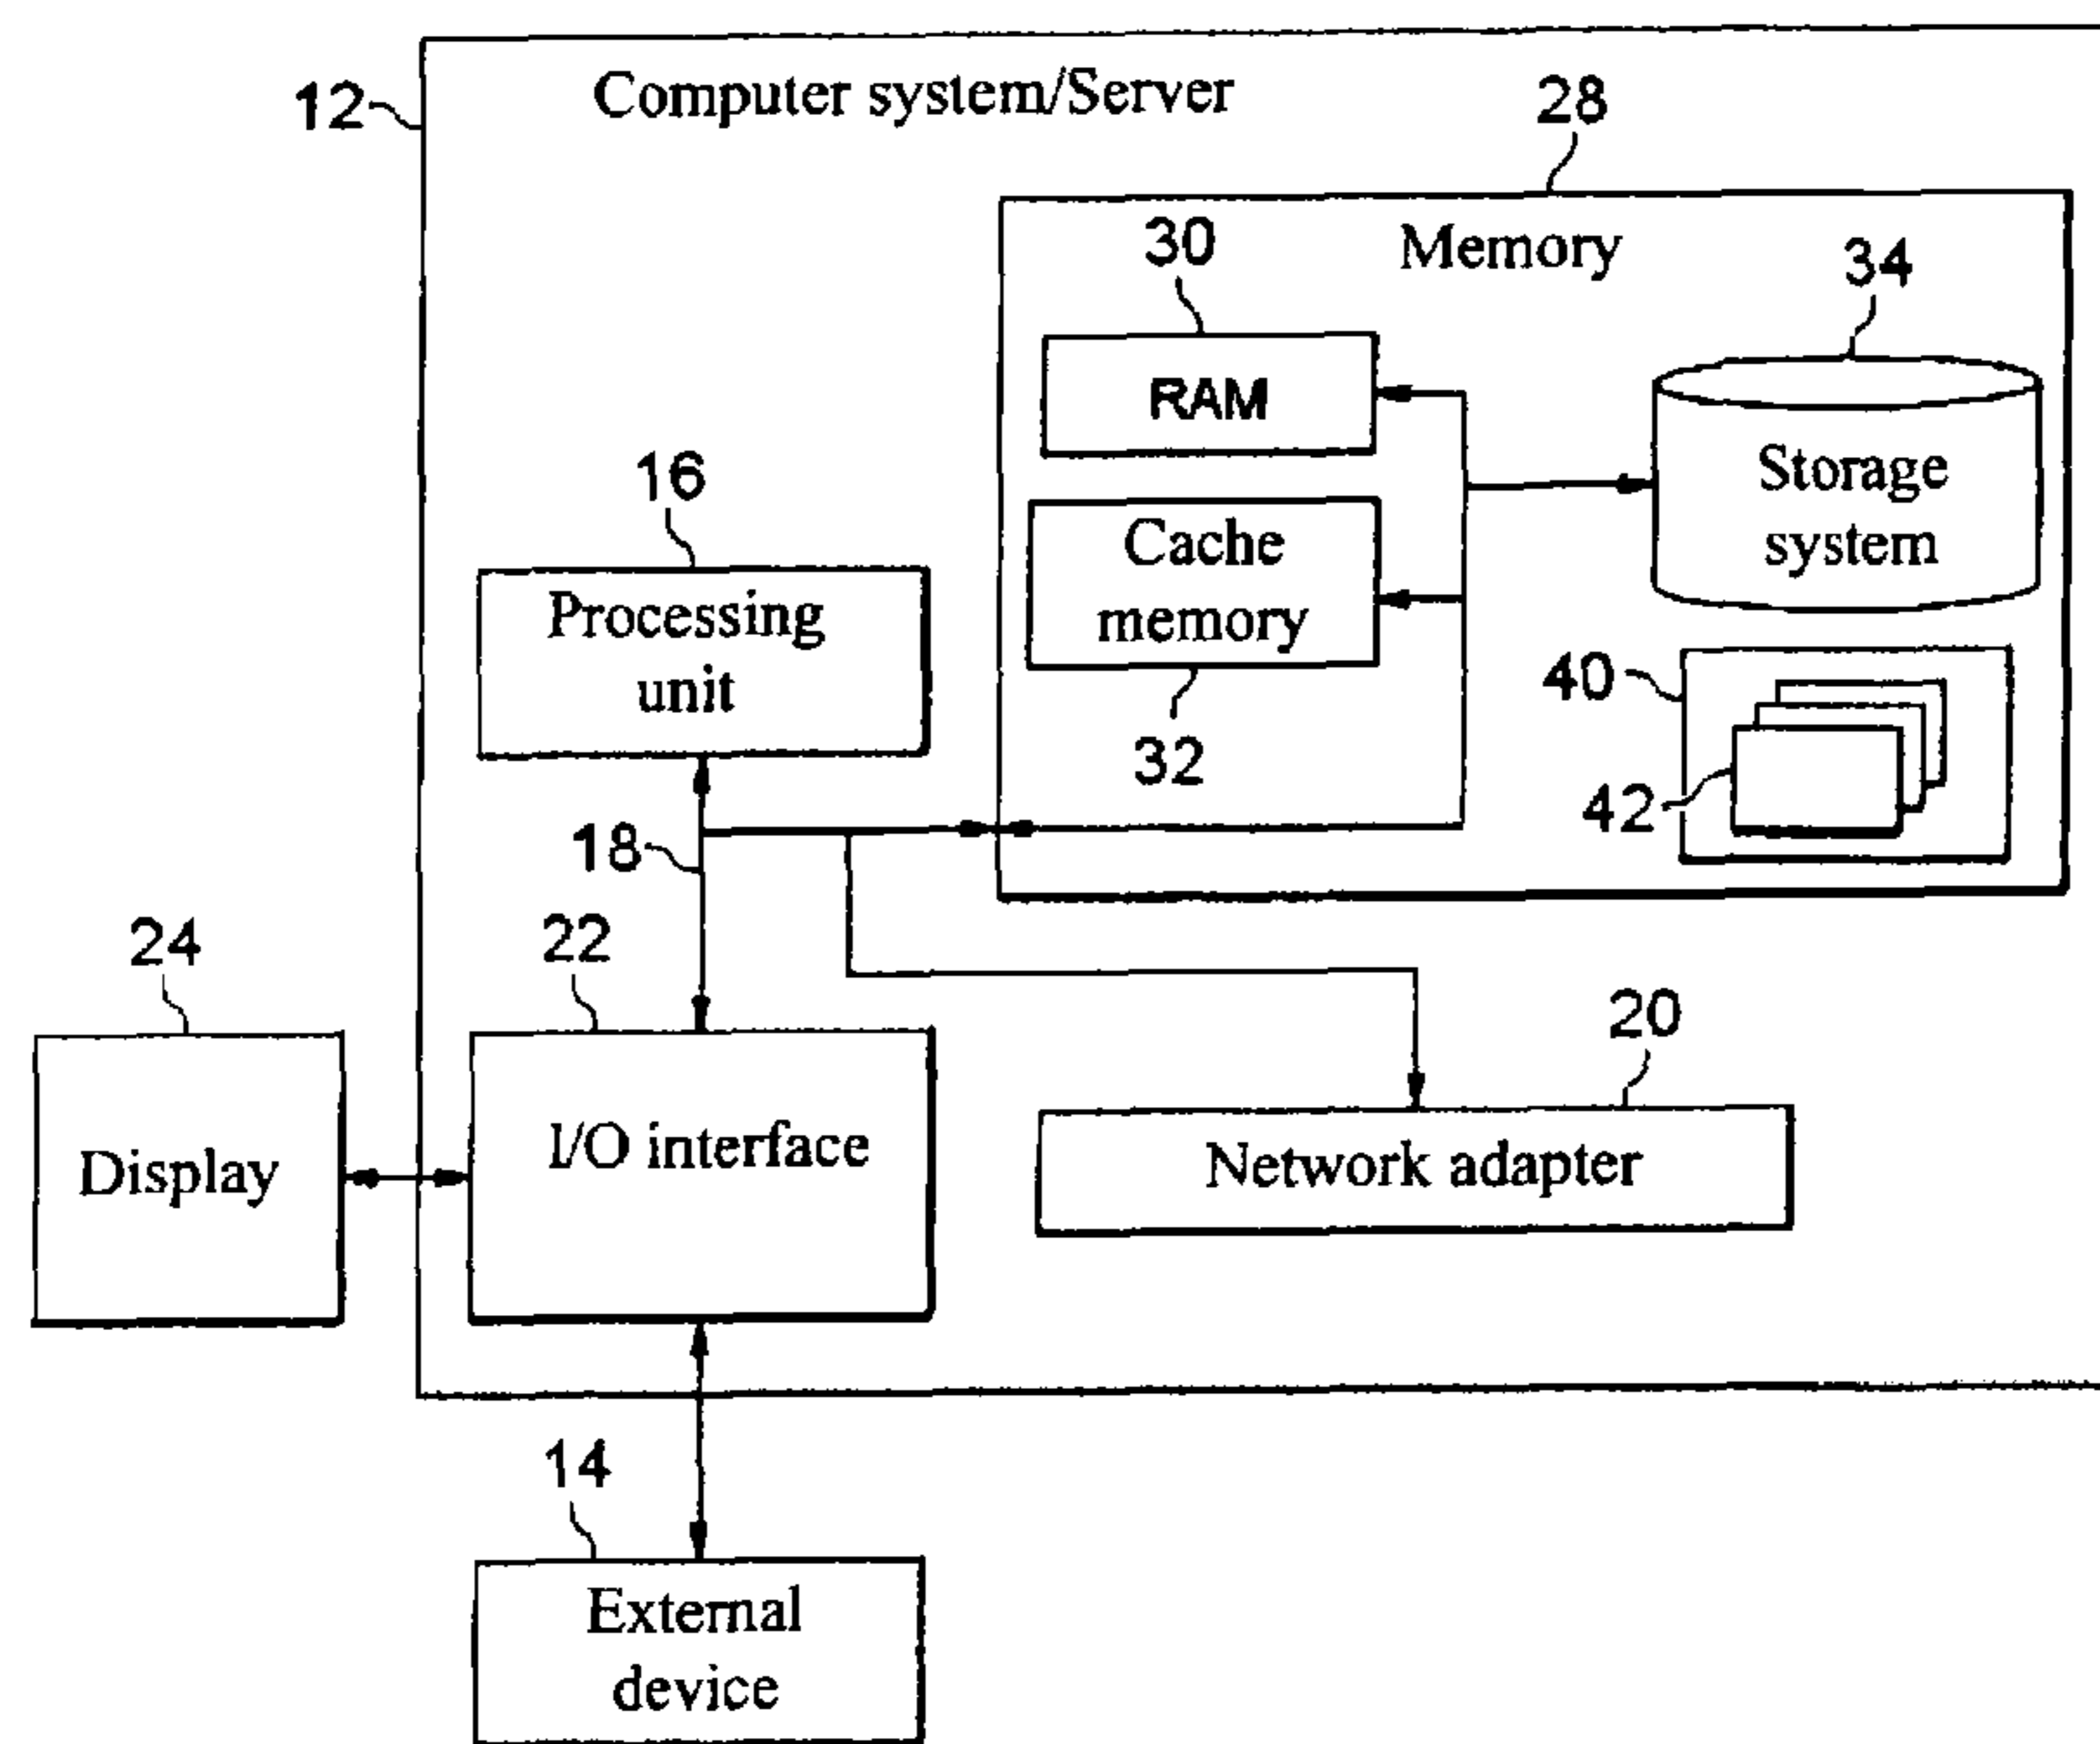 12
Computer system/Server
28
Memory
30
34
RAM
Storage
system
16
Processing
unit
Cache
memory
32
40
42
18
24
22
20
Display
I/O interface
Network adapter
14
External
device